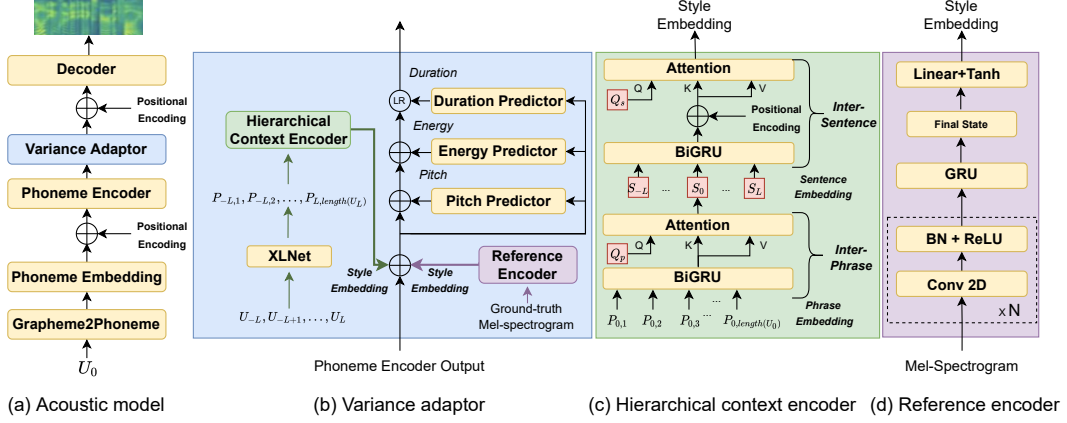 Decoder
Positional
Encoding
Variance Adaptor
Phoneme Encoder
Positional
Encoding
Phoneme Embedding
Grapheme2Phoneme
U_0
(a) Acoustic model
Duration
LR
Duration Predictor
Energy
Energy Predictor
Pitch
Pitch Predictor
Hierarchical
Context Encoder
P_{-L,1}, P_{-L,2}, . . . , P_{L,length(U_L)}
XLNet
U_{-L}, U_{-L+1}, . . . , U_L
Style
Embedding
Style
Embedding
Reference
Encoder
Ground-truth
Mel-spectrogram
Phoneme Encoder Output
(b) Variance adaptor
Style
Embedding
Attention
Q K V
Q_s
Positional
Encoding
Inter-
Sentence
BiGRU
S_{-L} ... S_0 ... S_L
Sentence
Embedding
Attention
Q K V
Q_p
Inter-
Phrase
BiGRU
...
P_{0,1} P_{0,2} P_{0,3} ... P_{0,length(U_0)}
Phrase
Embedding
(c) Hierarchical context encoder
Style
Embedding
Linear+Tanh
Final State
GRU
BN + ReLU
Conv 2D
x N
Mel-Spectrogram
(d) Reference encoder